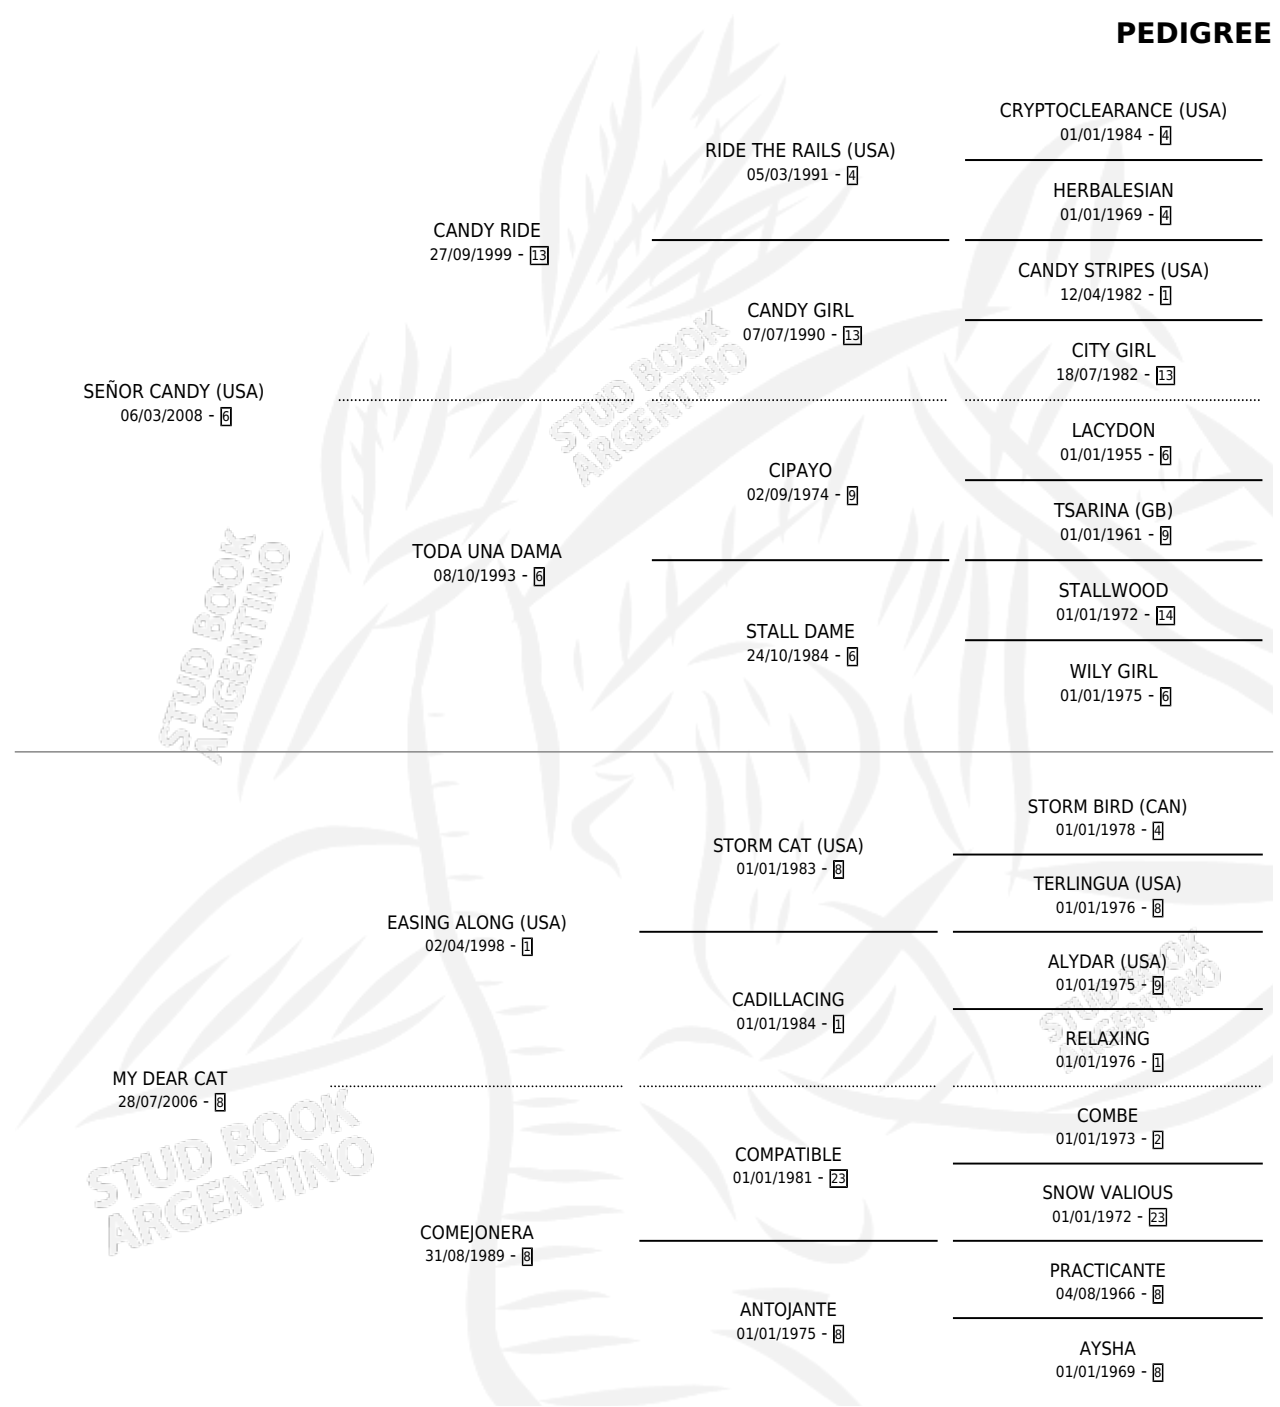 PEDIGREE
CRYPTOCLEARANCE (USA)
01/01/1984 - 4
RIDE THE RAILS (USA)
05/03/1991 - 4
HERBALESIAN
01/01/1969 - 4
CANDY RIDE
27/09/1999 - 13
CANDY STRIPES (USA)
12/04/1982 - 1
CANDY GIRL
07/07/1990 - 13
CITY GIRL
18/07/1982 - 13
SEÑOR CANDY (USA)
06/03/2008 - 6
LACYDON
01/01/1955 - 6
CIPAYO
02/09/1974 - 9
TSARINA (GB)
01/01/1961 - 9
TODA UNA DAMA
08/10/1993 - 6
STALLWOOD
01/01/1972 - 14
STALL DAME
24/10/1984 - 6
WILY GIRL
01/01/1975 - 6
STORM BIRD (CAN)
01/01/1978 - 4
STORM CAT (USA)
01/01/1983 - 8
TERLINGUA (USA)
01/01/1976 - 8
EASING ALONG (USA)
02/04/1998 - 1
ALYDAR (USA)
01/01/1975 - 9
CADILLACING
01/01/1984 - 1
RELAXING
01/01/1976 - 1
MY DEAR CAT
28/07/2006 - 8
COMBE
01/01/1973 - 2
COMPATIBLE
01/01/1981 - 23
SNOW VALIOUS
01/01/1972 - 23
COMEJONERA
31/08/1989 - 8
PRACTICANTE
04/08/1966 - 8
ANTOJANTE
01/01/1975 - 8
AYSHA
01/01/1969 - 8
STUD BOOK
ARGENTINO
STUD BOOK
ARGENTINO
STUD BOOK
ARGENTINO
STUD BOOK
ARGENTINO